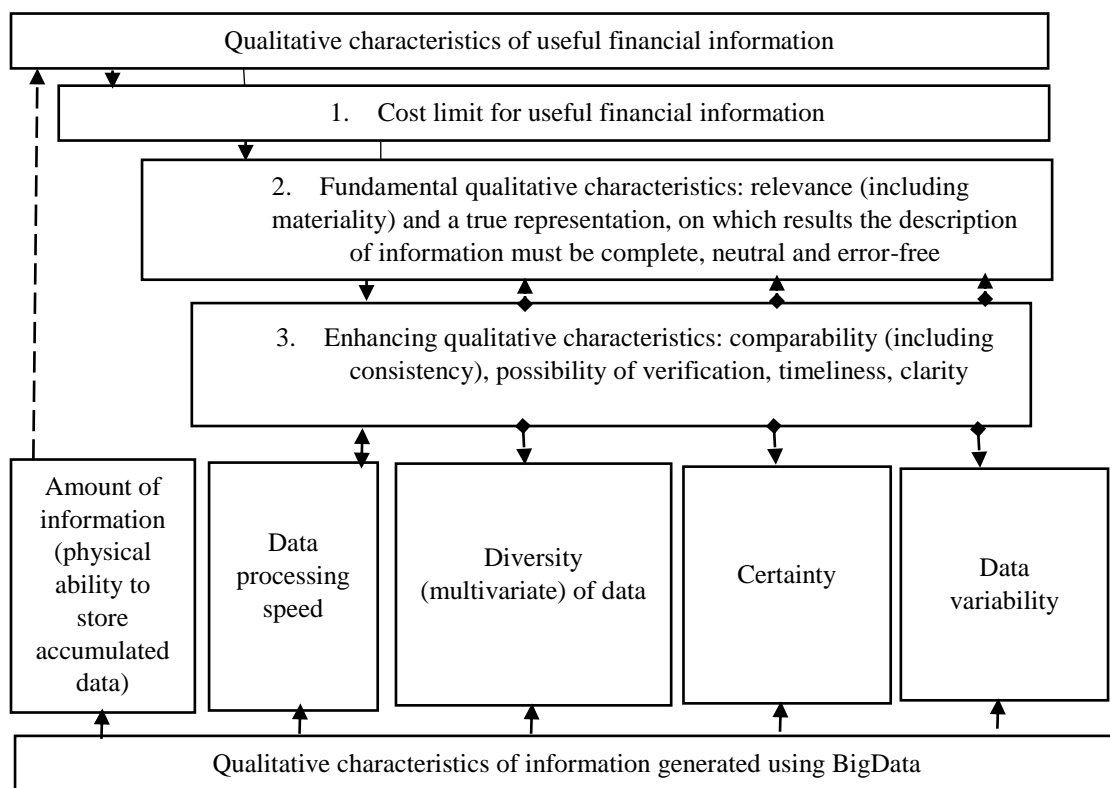 Qualitative characteristics of useful financial information
1. Cost limit for useful financial information
2. Fundamental qualitative characteristics: relevance (including
materiality) and a true representation, on which results the description
of information must be complete, neutral and error-free
3. Enhancing qualitative characteristics: comparability (including
consistency), possibility of verification, timeliness, clarity
Amount of
information
(physical
ability to
store
accumulated
data)
Data
processing
speed
Diversity
(multivariate) of data
Certainty
Data
variability
Qualitative characteristics of information generated using BigData